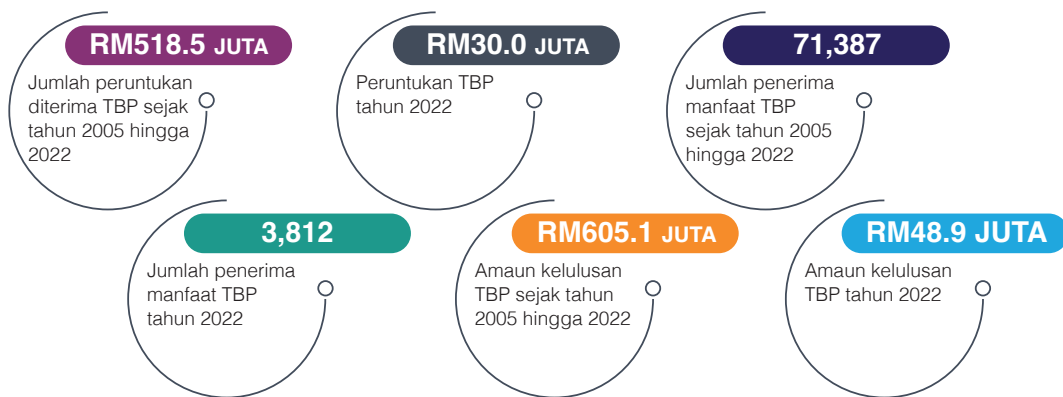 RM518.5 JUTA
Jumlah peruntukan
diterima TBP sejak
tahun 2005 hingga
2022
RM30.0 JUTA
Peruntukan TBP
tahun 2022
71,387
Jumlah penerima
manfaat TBP
sejak tahun 2005
hingga 2022
3,812
Jumlah penerima
manfaat TBP
tahun 2022
RM605.1 JUTA
Amaun kelulusan
TBP sejak tahun
2005 hingga 2022
RM48.9 JUTA
Amaun kelulusan
TBP tahun 2022